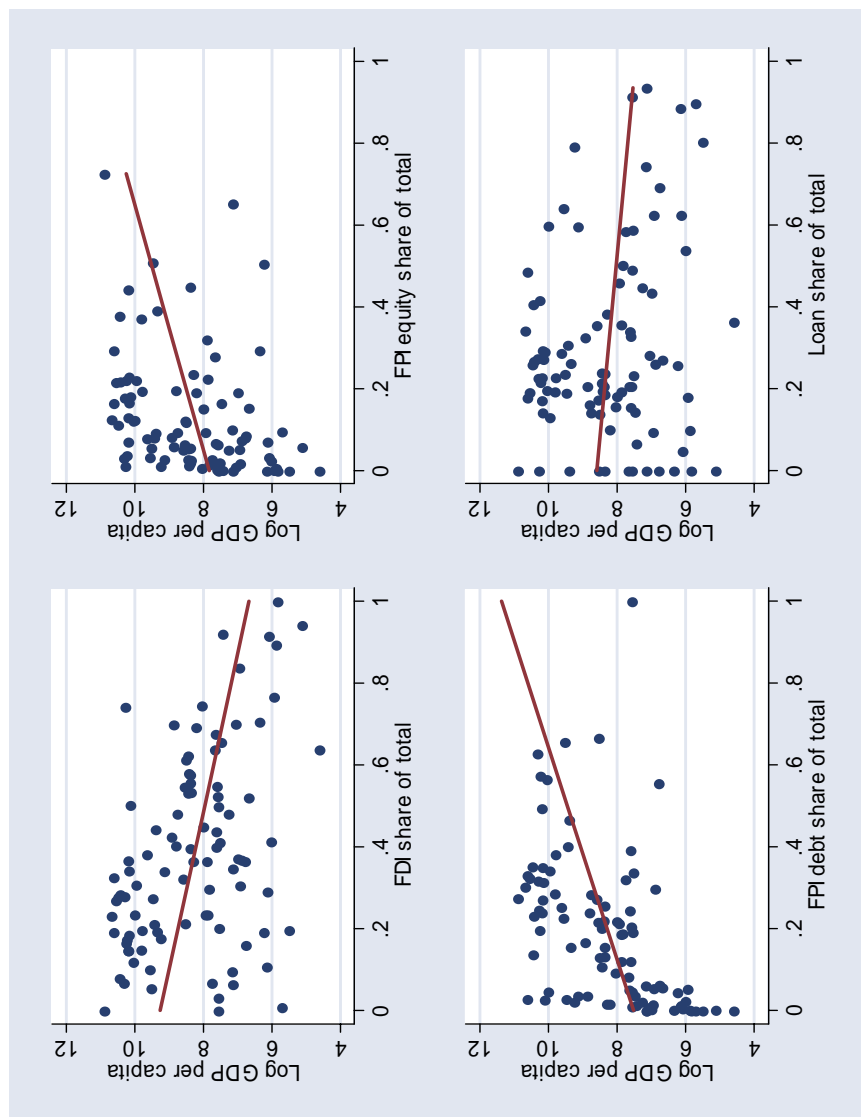 Log GDP per capita
12
10
8
6
4
0 .2 .4 .6 .8 1
FDI share of total
Log GDP per capita
12
10
8
6
4
0 .2 .4 .6 .8 1
FPI equity share of total
Log GDP per capita
12
10
8
6
4
0 .2 .4 .6 .8 1
FPI debt share of total
Log GDP per capita
12
10
8
6
4
0 .2 .4 .6 .8 1
Loan share of total